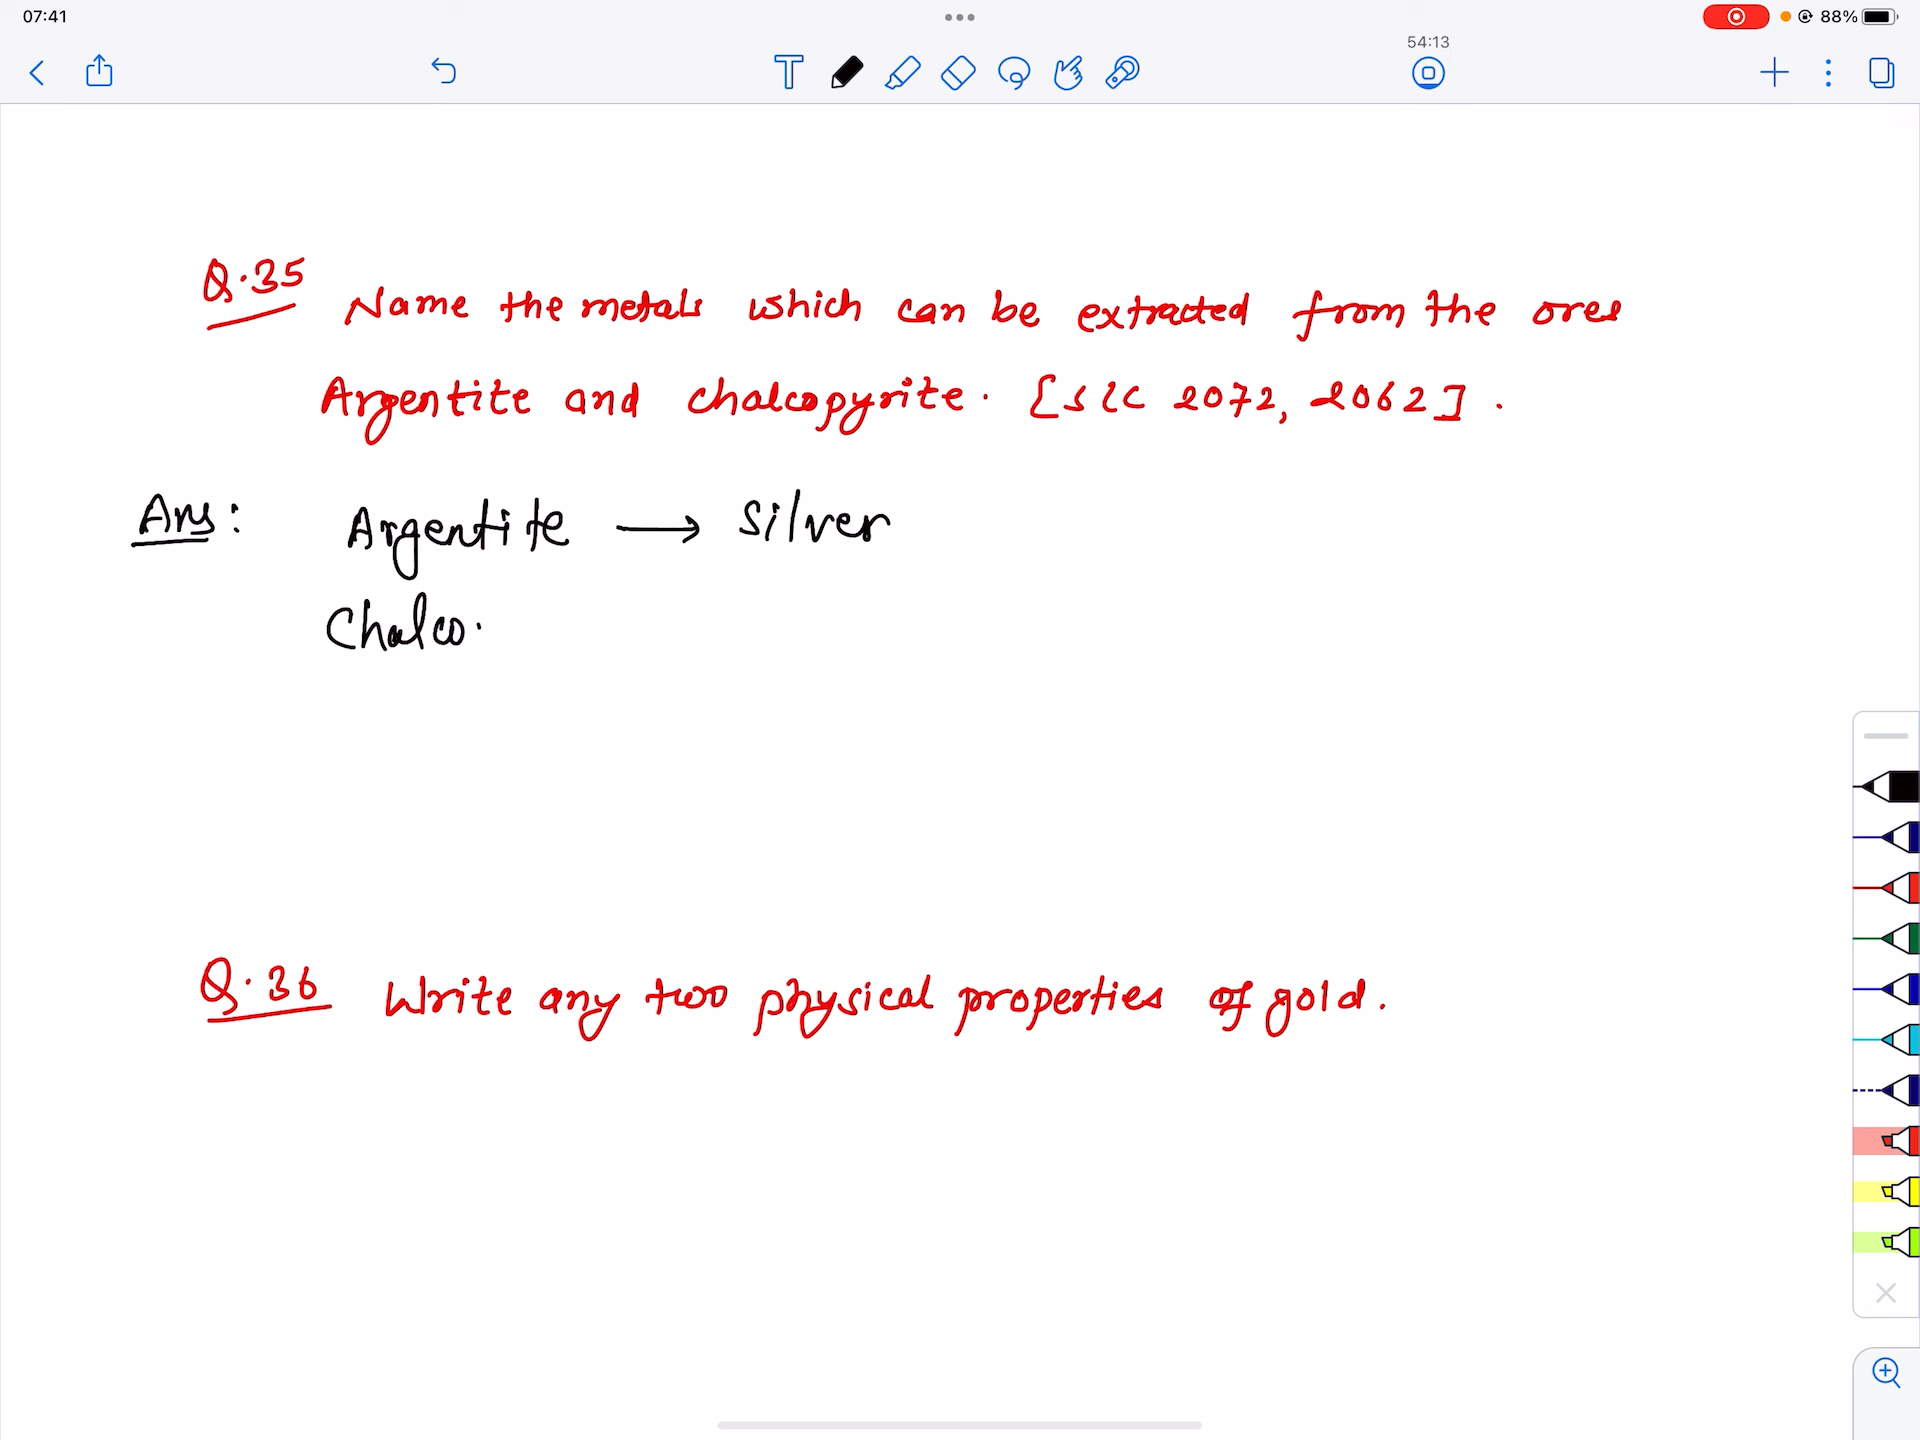 07:41
88%
54:13
Q.35 Name the metals which can be extracted from the ores
Argentite and chalcopyrite. [SLC 2072, 2062].
Ans: Argentite → Silver
Chalco.
Q.36 Write any two physical properties of gold.